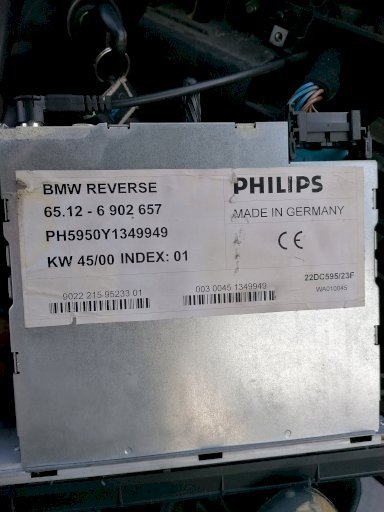 BMW REVERSE
PHILIPS
65.12 - 6 902 657
MADE IN GERMANY
PH5950Y1349949
CE
KW 45/00 INDEX: 01
22DC595/23F
9022 215 95233 01
003 0045 1349949
WA010045